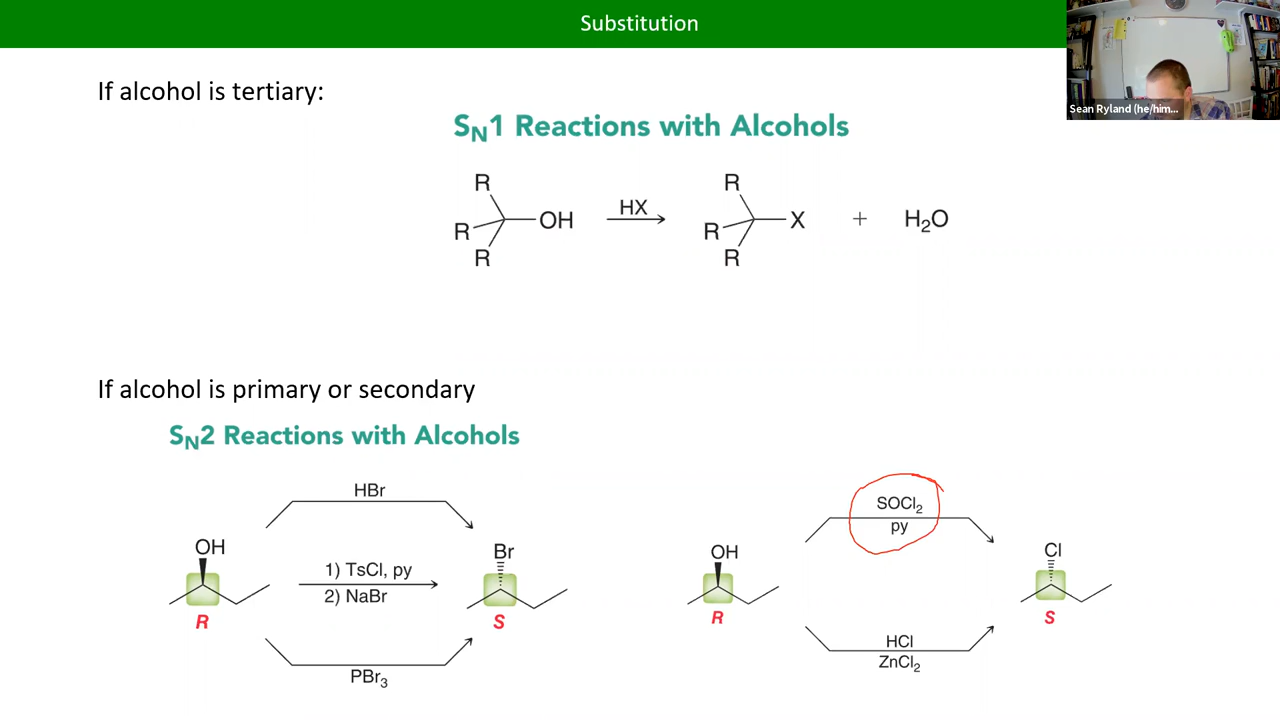 Substitution
Sean Ryland (he/him...
If alcohol is tertiary:
SN1 Reactions with Alcohols
R
R
R
OH
HX
R
R
R
X
+
H2O
If alcohol is primary or secondary
SN2 Reactions with Alcohols
HBr
OH
R
1) TsCl, py
2) NaBr
PBr3
Br
S
SOCl2
py
OH
R
HCl
ZnCl2
Cl
S